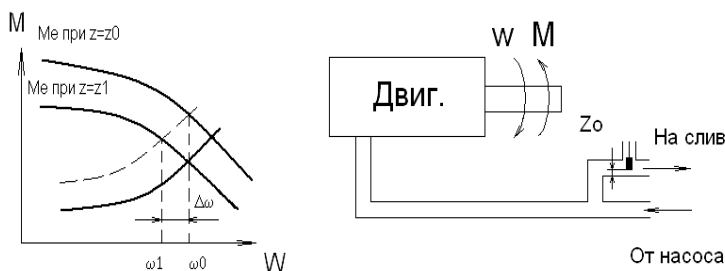 M
Me при z=z0
Me при z=z1
Δω
ω1 ω0
W
w M
Двиг.
Zo
На слив
От насоса